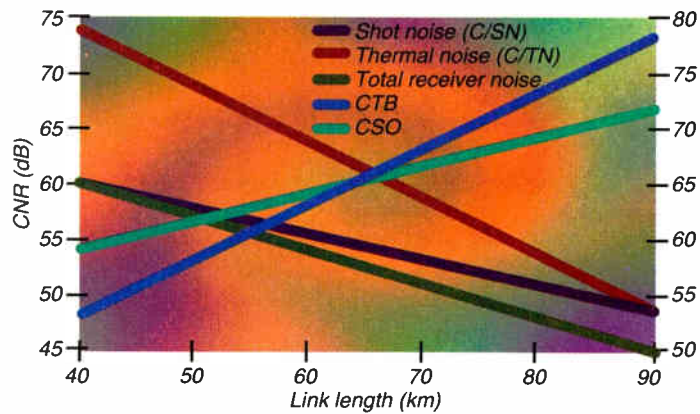 75
70
65
60
55
50
45
CNR (dB)
Shot noise (C/SN)
Thermal noise (C/TN)
Total receiver noise
CTB
CSO
80
75
70
65
60
55
50
40
50
60
70
80
90
Link length (km)